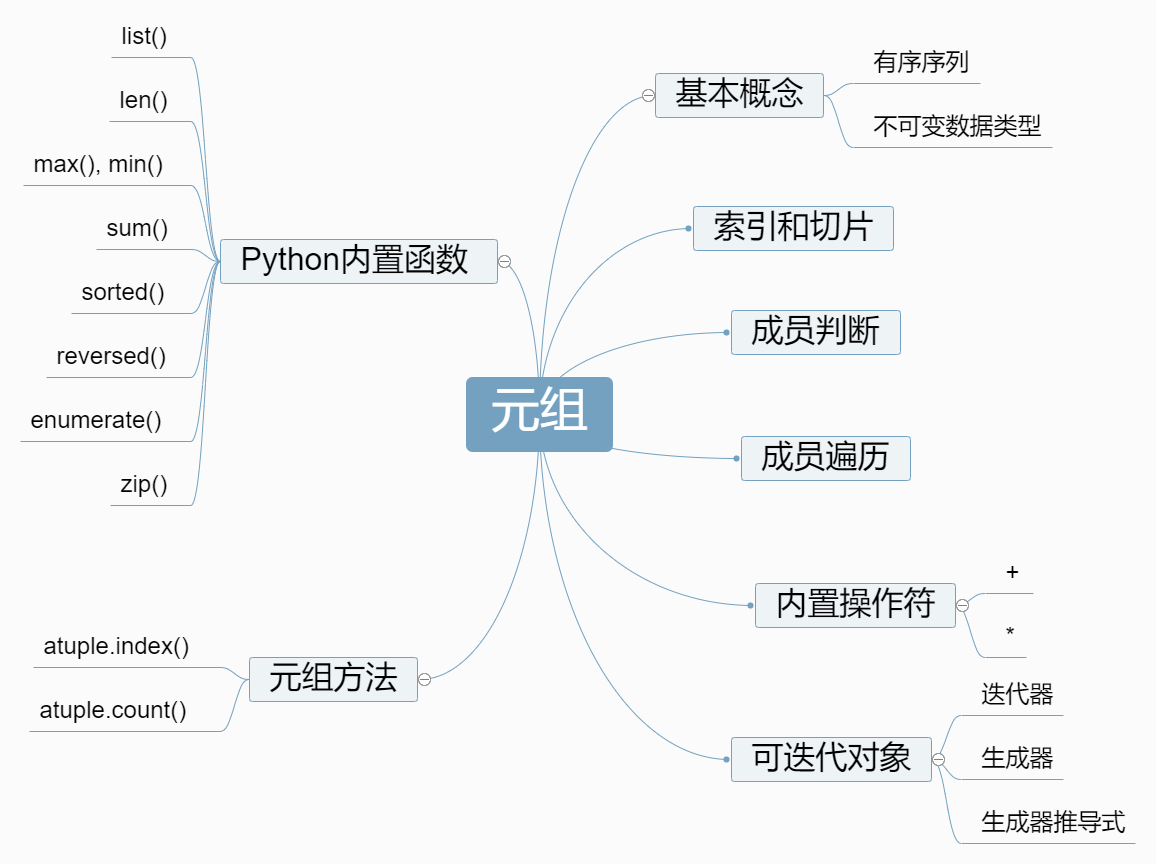 元组
基本概念
有序序列
不可变数据类型
索引和切片
成员判断
成员遍历
内置操作符
+
*
可迭代对象
迭代器
生成器
生成器推导式
Python内置函数
list()
len()
max(), min()
sum()
sorted()
reversed()
enumerate()
zip()
元组方法
atuple.index()
atuple.count()